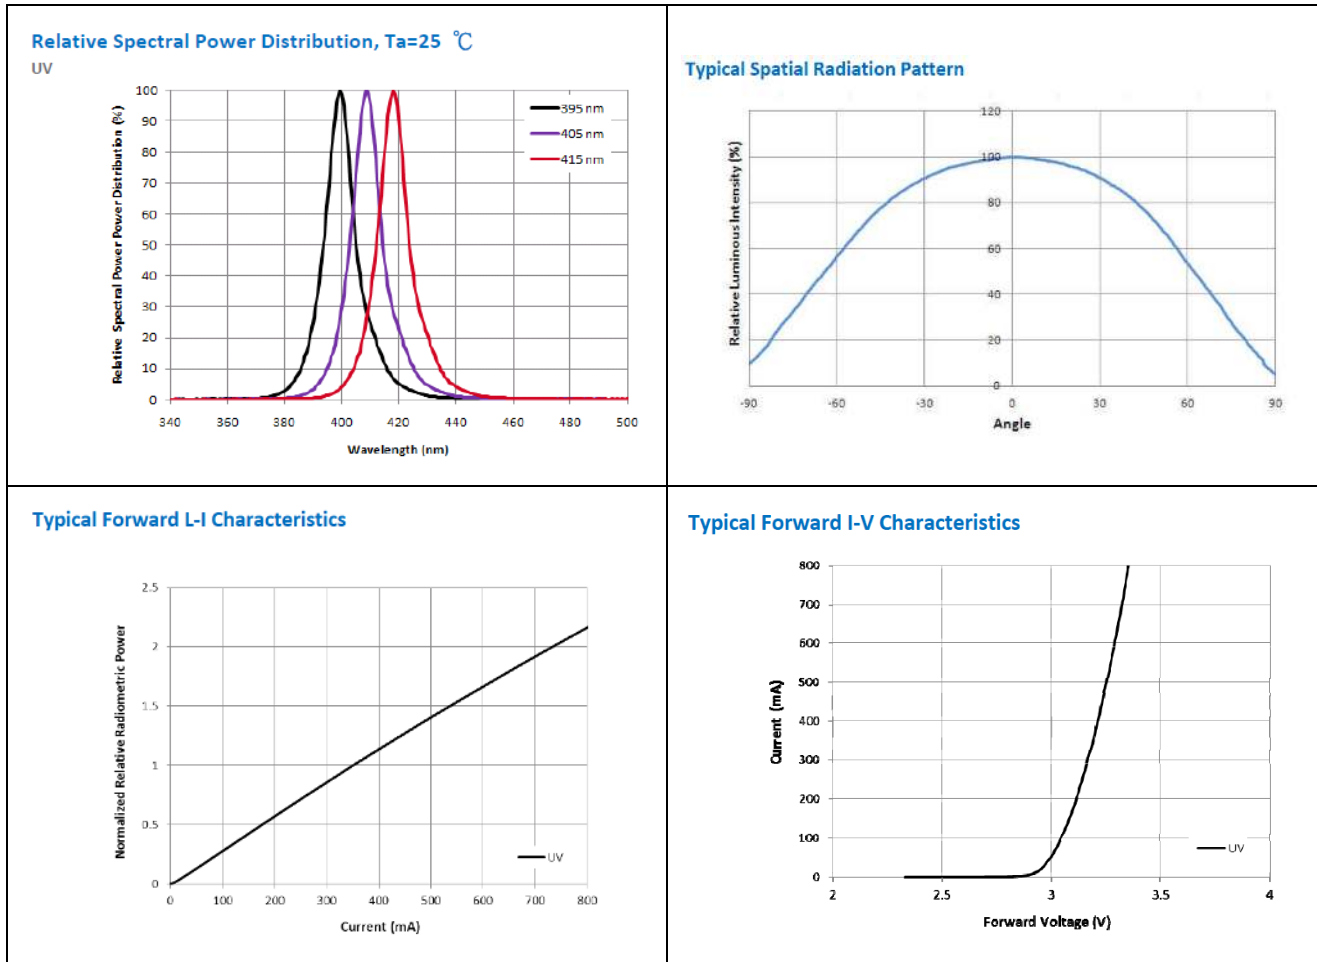 Relative Spectral Power Distribution, Ta=25 ℃
UV
Relative Spectral Power Power Distribution (%)
100
90
80
70
60
50
40
30
20
10
0
395 nm
405 nm
415 nm
340 360 380 400 420 440 460 480 500
Wavelength (nm)
Typical Spatial Radiation Pattern
Relative Luminous Intensity (%)
120
100
80
60
40
20
0
-90 -60 -30 0 30 60 90
Angle
Typical Forward L-I Characteristics
Normalized Relative Radiometric Power
2.5
2
1.5
1
0.5
0
UV
0 100 200 300 400 500 600 700 800
Current (mA)
Typical Forward I-V Characteristics
Current (mA)
800
700
600
500
400
300
200
100
0
UV
2 2.5 3 3.5 4
Forward Voltage (V)